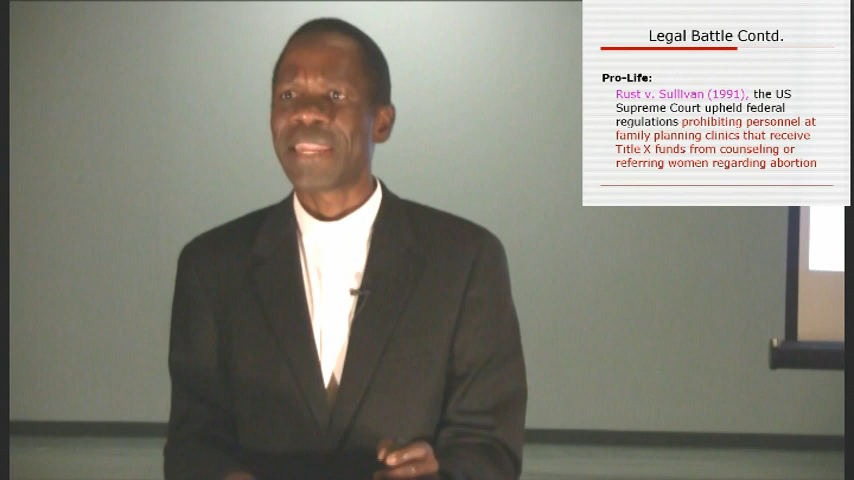 Legal Battle Contd.
Pro-Life:
Rust v. Sullivan (1991), the US
Supreme Court upheld federal
regulations prohibiting personnel at
family planning clinics that receive
Title X funds from counseling or
referring women regarding abortion